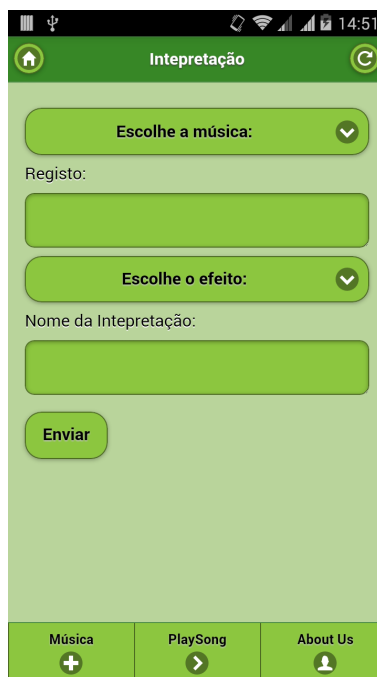 14:51
Intepretação
Escolhe a música:
Registo:
Escolhe o efeito:
Nome da Intepretação:
Enviar
Música PlaySong About Us